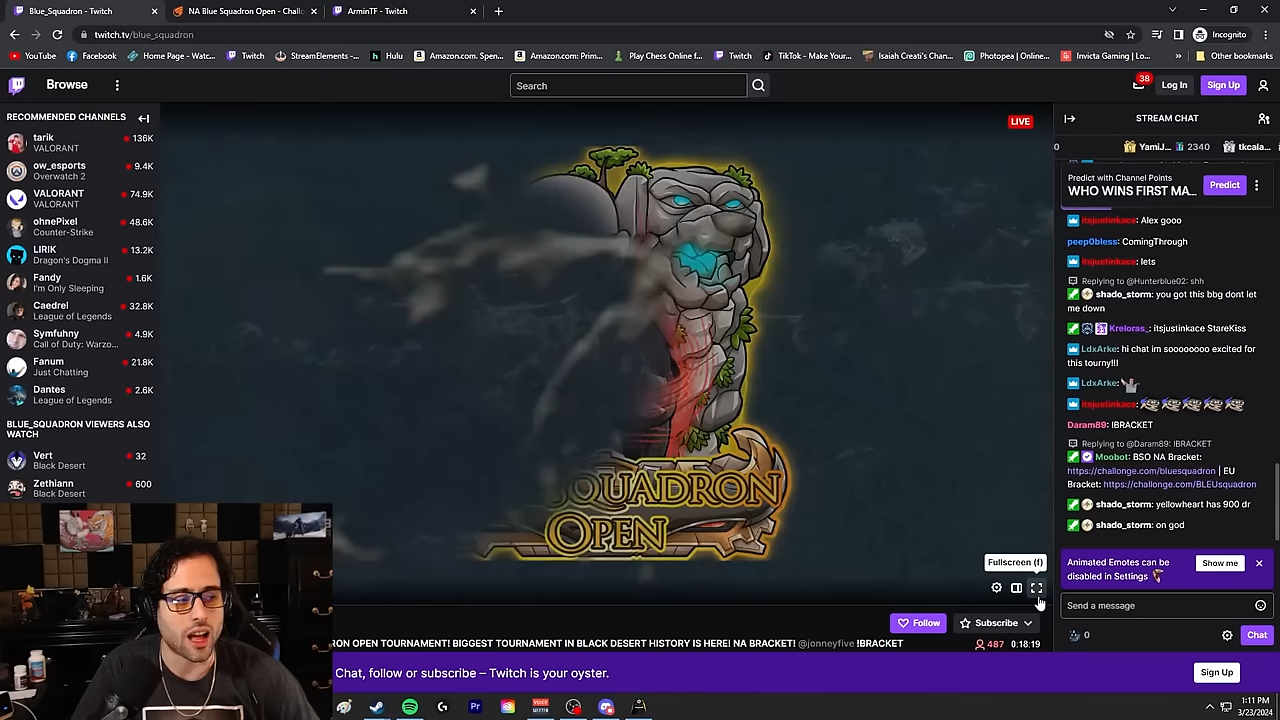 Blue_Squadron - Twitch
NA Blue Squadron Open - Challo
ArminTF - Twitch
twitch.tv/blue_squadron
Incognito
YouTube
Facebook
Home Page - Watc...
Twitch
StreamElements -...
Hulu
Amazon.com. Spen...
Amazon.com: Prim...
Play Chess Online f...
Twitch
TikTok - Make Your...
Isaiah Creati's Chan...
Photopea | Online...
Invicta Gaming | Lo...
Other bookmarks
Browse
Search
38
Log In
Sign Up
RECOMMENDED CHANNELS
tarik
136K
VALORANT
ow_esports
9.4K
Overwatch 2
VALORANT
74.9K
VALORANT
ohnePixel
48.6K
Counter-Strike
LIRIK
13.2K
Dragon's Dogma II
Fandy
1.6K
I'm Only Sleeping
Caedrel
32.8K
League of Legends
Symfuhny
4.9K
Call of Duty: Warzo...
Fanum
21.8K
Just Chatting
Dantes
2.6K
League of Legends
BLUE_SQUADRON VIEWERS ALSO
WATCH
Vert
32
Black Desert
Zethiann
600
Black Desert
LIVE
SQUADRON
OPEN
Fullscreen (f)
Follow
Subscribe
RON OPEN TOURNAMENT! BIGGEST TOURNAMENT IN BLACK DESERT HISTORY IS HERE! NA BRACKET! @jonneyfive !BRACKET
487
0:18:19
Chat, follow or subscribe – Twitch is your oyster.
Sign Up
STREAM CHAT
0
YamiJ...
2340
tkcala...
Predict with Channel Points
WHO WINS FIRST MA...
Predict
itsjustinkace: Alex gooo
peep0bless: ComingThrough
itsjustinkace: lets
Replying to @Hunterblue02: shh
shado_storm: you got this bbg dont let
me down
Kreloras_: itsjustinkace StareKiss
LdxArke: hi chat im soooooooo excited for
this tourny!!!
LdxArke:
itsjustinkace:
Daram89: !BRACKET
Replying to @Daram89: !BRACKET
Moobot: BSO NA Bracket:
https://challonge.com/bluesquadron | EU
Bracket: https://challonge.com/BLEUsquadron
shado_storm: yellowheart has 900 dr
shado_storm: on god
Animated Emotes can be
disabled in Settings
Show me
Send a message
0
Chat
Pr
VOICE
MEETER
1:11 PM
3/23/2024